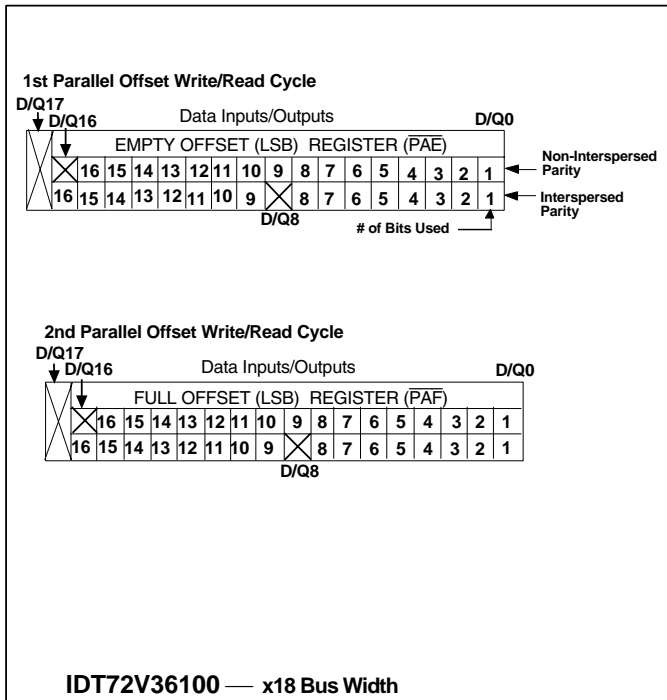 1st Parallel Offset Write/Read Cycle
D/Q17
D/Q16
Data Inputs/Outputs
D/Q0
EMPTY OFFSET (LSB) REGISTER (PAE)
16 15 14 13 12 11 10 9 8 7 6 5 4 3 2 1
Non-Interspersed
Parity
16 15 14 13 12 11 10 9 8 7 6 5 4 3 2 1
Interspersed
Parity
D/Q8
# of Bits Used
2nd Parallel Offset Write/Read Cycle
D/Q17
D/Q16
Data Inputs/Outputs
D/Q0
FULL OFFSET (LSB) REGISTER (PAF)
16 15 14 13 12 11 10 9 8 7 6 5 4 3 2 1
16 15 14 13 12 11 10 9 8 7 6 5 4 3 2 1
D/Q8
IDT72V36100 — x18 Bus Width